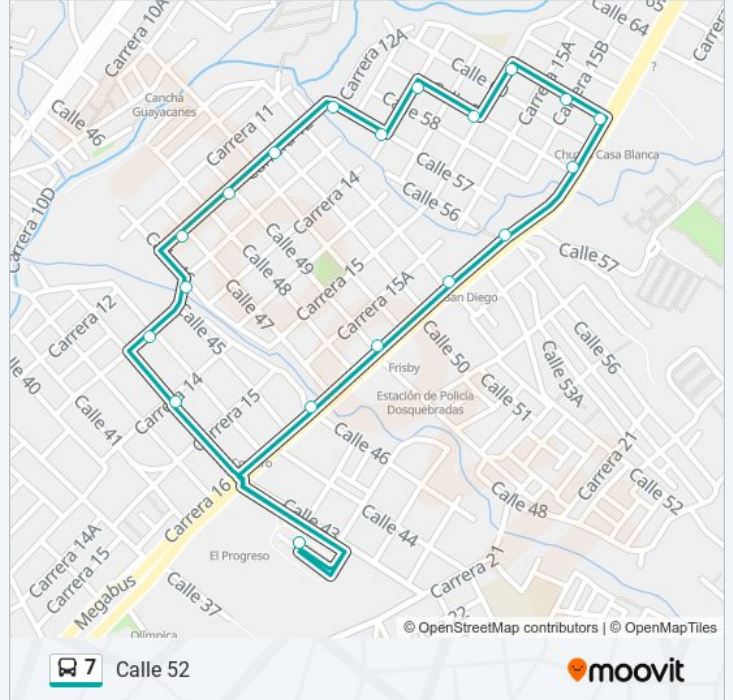 Calle 64
Carrera 10A
Carrera 12A
Carrera 15A
Carrera 15B
Cancha
Guayacanes
Calle 46
Carrera 11
Calle 58
Chu
Casa Blanca
Calle 57
Carrera 14
Calle 56
Carrera 10D
Calle 49
Calle 57
Calle 48
Carrera 15
Carrera 15A
Calle 47
San Diego
Carrera 12
Calle 45
Calle 50
Calle 56
Calle 53A
Frisby
Calle 40
Carrera 14
Estación de Policía
Dosquebradas
Calle 51
Calle 41
Carrera 15
Calle 46
Carrera 21
Calle 52
Carrera 16
Calle 48
Calle 43
Calle 44
Carrera 14A
El Progreso
Carrera 15
Carrera 21
Megabus
Calle 37
22
Olímpica
© OpenStreetMap contributors | © OpenMapTiles
7 Calle 52
moovit